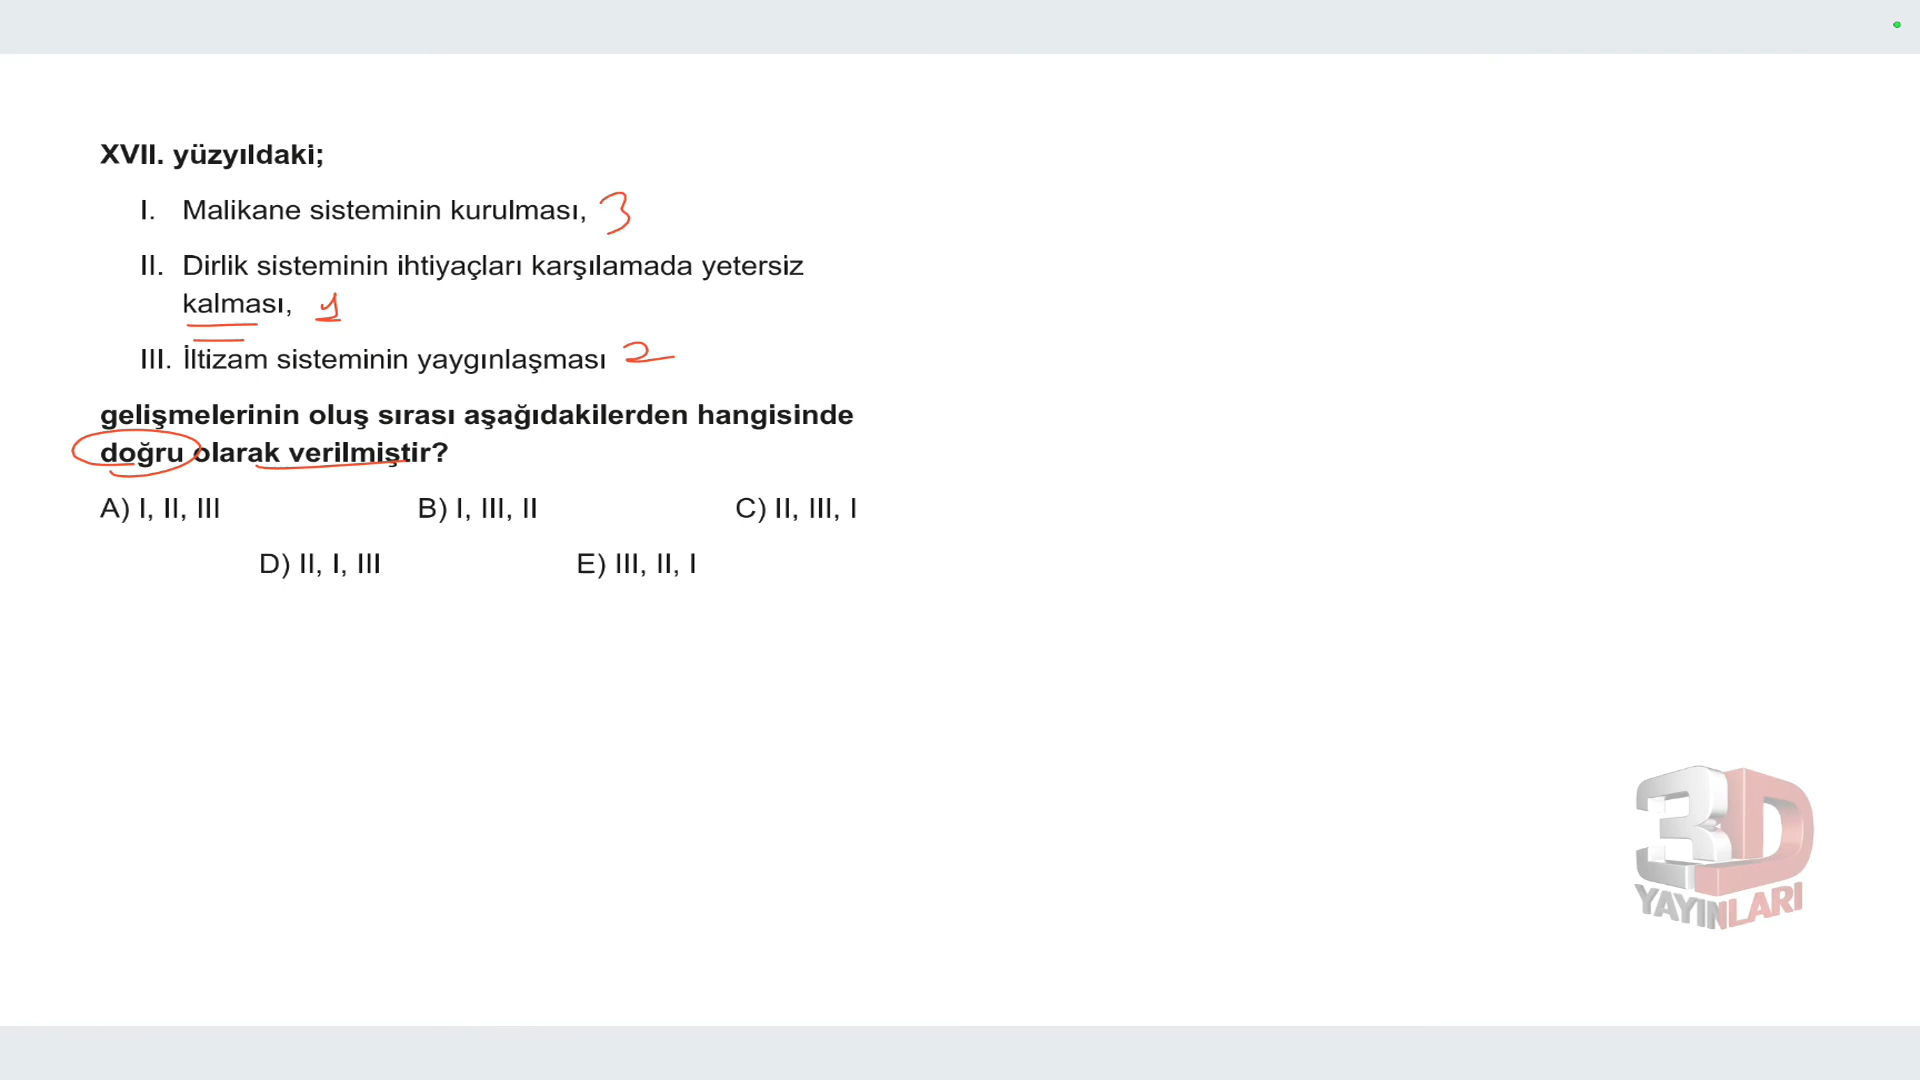 XVII. yüzyıldaki;
I. Malikane sisteminin kurulması, 3
II. Dirlik sisteminin ihtiyaçları karşılamada yetersiz
kalması, 1
III. İltizam sisteminin yaygınlaşması 2
gelişmelerinin oluş sırası aşağıdakilerden hangisinde
doğru olarak verilmiştir?
A) I, II, III B) I, III, II C) II, III, I
D) II, I, III E) III, II, I
3D
YAYINLARI